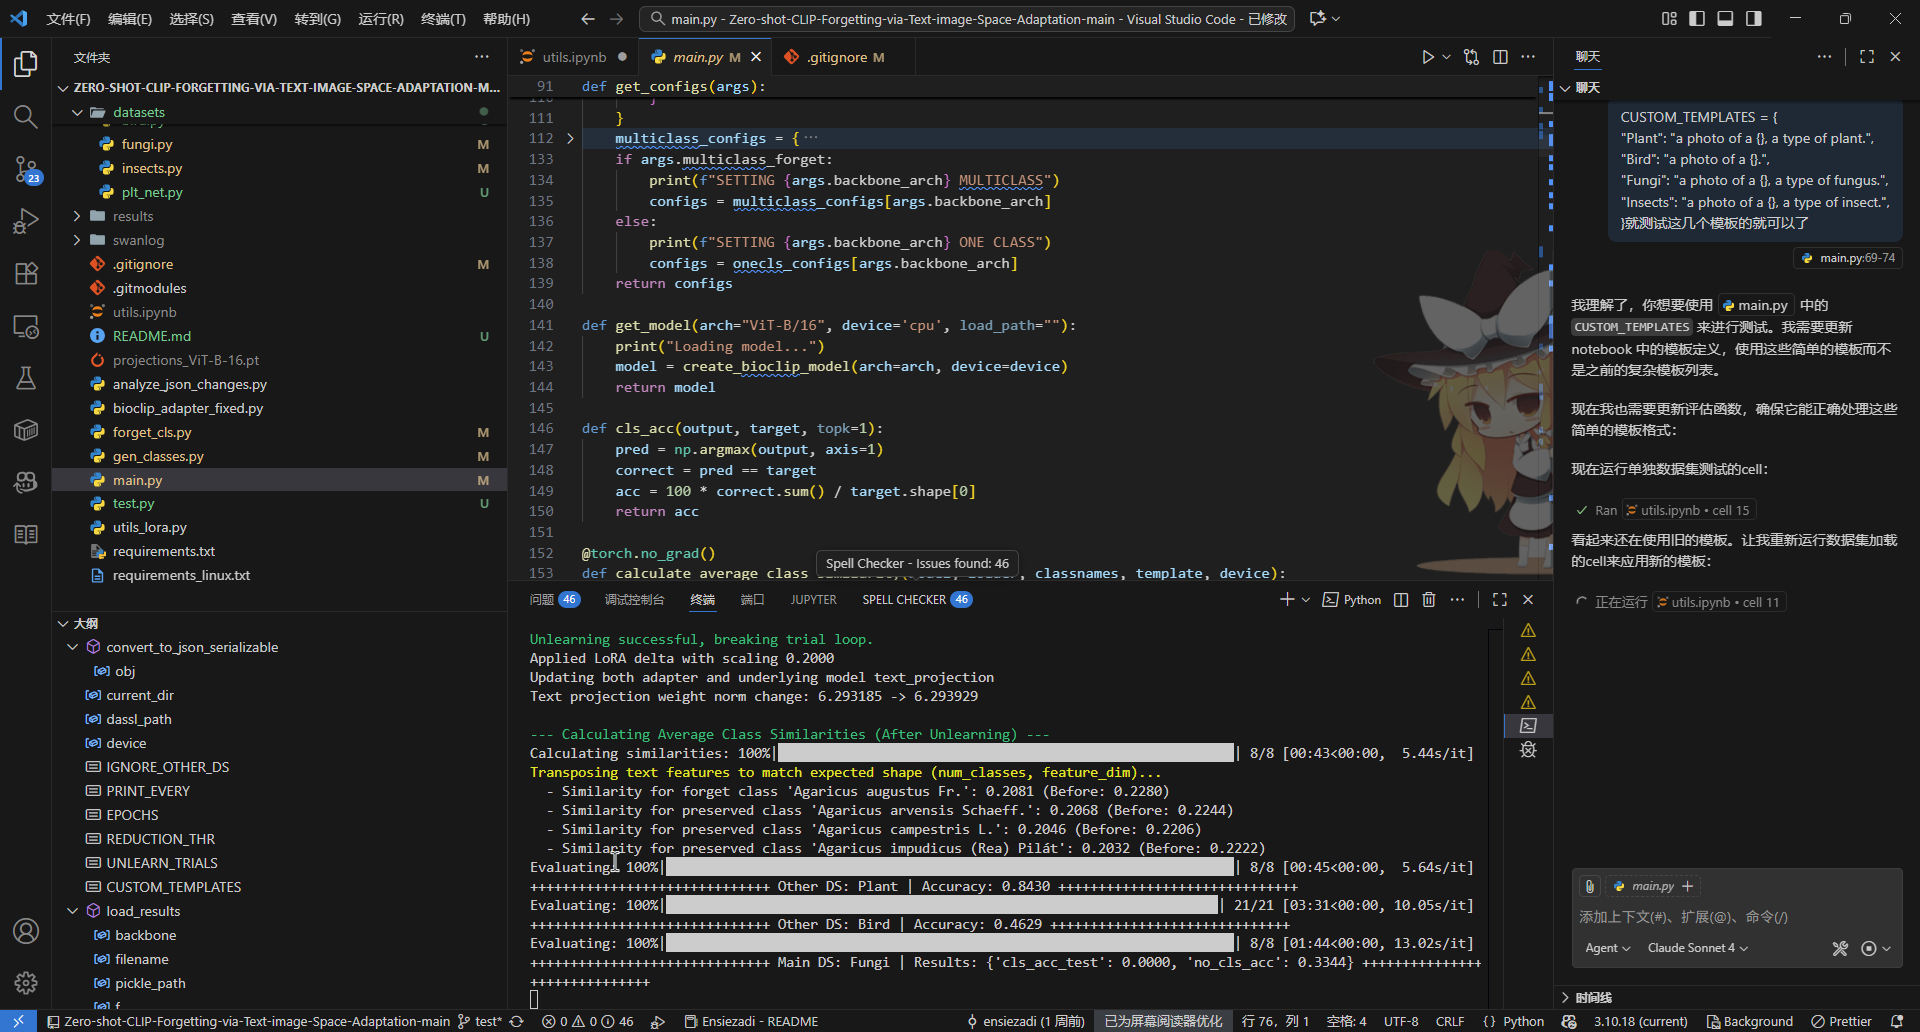 文件(F) 编辑(E) 选择(S) 查看(V) 转到(G) 运行(R) 终端(T) 帮助(H)
main.py - Zero-shot-CLIP-Forgetting-via-Text-image-Space-Adaptation-main - Visual Studio Code - 已修改
文件夹
ZERO-SHOT-CLIP-FORGETTING-VIA-TEXT-IMAGE-SPACE-ADAPTATION-M...
datasets
fungi.py M
insects.py M
plt_net.py U
results
swanlog
.gitignore M
.gitmodules
utils.ipynb
README.md U
projections_ViT-B-16.pt
analyze_json_changes.py
bioclip_adapter_fixed.py
forget_cls.py M
gen_classes.py M
main.py M
test.py U
utils_lora.py
requirements.txt
requirements_linux.txt
23
大纲
convert_to_json_serializable
obj
current_dir
dassl_path
device
IGNORE_OTHER_DS
PRINT_EVERY
EPOCHS
REDUCTION_THR
UNLEARN_TRIALS
CUSTOM_TEMPLATES
load_results
backbone
filename
pickle_path
f
utils.ipynb
main.py M
.gitignore M
91 def get_configs(args):
110 }
111 }
112 multiclass_configs = { ···
133 if args.multiclass_forget:
134 print(f"SETTING {args.backbone_arch} MULTICLASS")
135 configs = multiclass_configs[args.backbone_arch]
136 else:
137 print(f"SETTING {args.backbone_arch} ONE CLASS")
138 configs = onecls_configs[args.backbone_arch]
139 return configs
140
141 def get_model(arch="ViT-B/16", device='cpu', load_path=""):
142 print("Loading model...")
143 model = create_bioclip_model(arch=arch, device=device)
144 return model
145
146 def cls_acc(output, target, topk=1):
147 pred = np.argmax(output, axis=1)
148 correct = pred == target
149 acc = 100 * correct.sum() / target.shape[0]
150 return acc
151
152 @torch.no_grad()
153 def calculate_average_class classnames, template, device):
Spell Checker - Issues found: 46
问题 46 调试控制台 终端 端口 JUPYTER SPELL CHECKER 46
Python
Unlearning successful, breaking trial loop.
Applied LoRA delta with scaling 0.2000
Updating both adapter and underlying model text_projection
Text projection weight norm change: 6.293185 -> 6.293929
--- Calculating Average Class Similarities (After Unlearning) ---
Calculating similarities: 100%| | 8/8 [00:43<00:00, 5.44s/it]
Transposing text features to match expected shape (num_classes, feature_dim)...
- Similarity for forget class 'Agaricus augustus Fr.': 0.2081 (Before: 0.2280)
- Similarity for preserved class 'Agaricus arvensis Schaeff.': 0.2068 (Before: 0.2244)
- Similarity for preserved class 'Agaricus campestris L.': 0.2046 (Before: 0.2206)
- Similarity for preserved class 'Agaricus impudicus (Rea) Pilát': 0.2032 (Before: 0.2222)
Evaluating: 100%| | 8/8 [00:45<00:00, 5.64s/it]
++++++++++++++++++++++++++++++ Other DS: Plant | Accuracy: 0.8430 ++++++++++++++++++++++++++++++
Evaluating: 100%| | 21/21 [03:31<00:00, 10.05s/it]
++++++++++++++++++++++++++++++ Other DS: Bird | Accuracy: 0.4629 ++++++++++++++++++++++++++++++
Evaluating: 100%| | 8/8 [01:44<00:00, 13.02s/it]
++++++++++++++++++++++++++++++ Main DS: Fungi | Results: {'cls_acc_test': 0.0000, 'no_cls_acc': 0.3344} +++++++++++++++
+++++++++++++++
聊天
聊天
CUSTOM_TEMPLATES = {
"Plant": "a photo of a {}, a type of plant.",
"Bird": "a photo of a {}.",
"Fungi": "a photo of a {}, a type of fungus.",
"Insects": "a photo of a {}, a type of insect.",
}就测试这几个模板的就可以了
main.py:69-74
我理解了，你想要使用 main.py 中的
CUSTOM_TEMPLATES 来进行测试。我需要更新
notebook 中的模板定义，使用这些简单的模板而不
是之前的复杂模板列表。
现在我也需要更新评估函数，确保它能正确处理这些
简单的模板格式：
现在运行单独数据集测试的cell：
Ran utils.ipynb • cell 15
看起来还在使用旧的模板。让我重新运行数据集加载
的cell来应用新的模板：
正在运行 utils.ipynb • cell 11
main.py
添加上下文(#)、扩展(@)、命令(/)
Agent Claude Sonnet 4
时间线
Zero-shot-CLIP-Forgetting-via-Text-image-Space-Adaptation-main test* 0 0 46 Ensiezadi - README ensiezadi (1 周前) 已为屏幕阅读器优化 行 76，列 1 空格: 4 UTF-8 CRLF {} Python 3.10.18 (current) Background Prettier